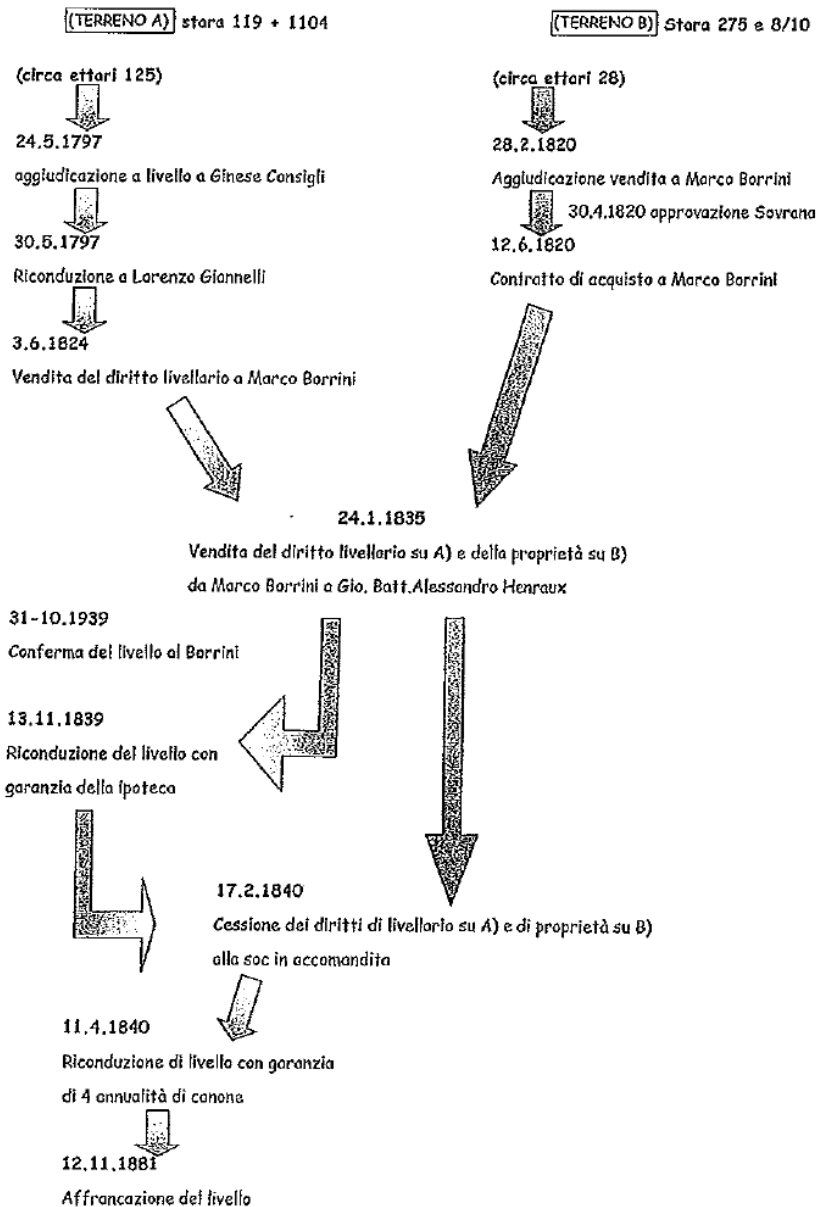 (TERRENO A) stara 119 + 1104
(circa ettari 125)
24.5.1797
aggiudicazione a livello a Ginese Consigli
30.5.1797
Riconduzione a Lorenzo Giannelli
3.6.1824
Vendita del diritto livellario a Marco Borrini
(TERRENO B) Stara 275 e 8/10
(circa ettari 28)
28.2.1820
Aggiudicazione vendita a Marco Borrini
30.4.1820 approvazione Sovrana
12.6.1820
Contratto di acquisto a Marco Borrini
24.1.1835
Vendita del diritto livellario su A) e della proprietà su B)
da Marco Borrini a Gio. Batt.Alessandro Henraux
31-10.1939
Conferma del livello al Borrini
13.11.1839
Riconduzione del livello con
garanzia della ipoteca
17.2.1840
Cessione dei diritti di livellario su A) e di proprietà su B)
alla soc in accomandita
11.4.1840
Riconduzione di livello con garanzia
di 4 annualità di canone
12.11.1881
Affrancazione del livello